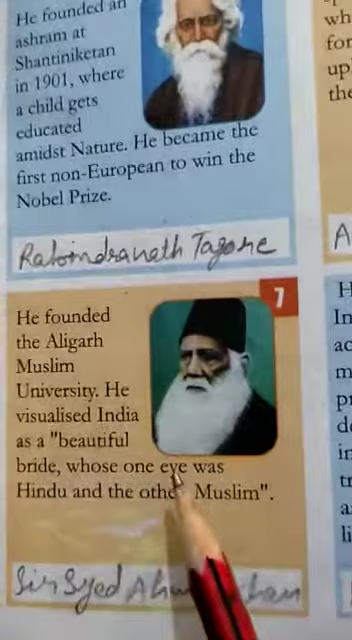 He founded an
ashram at
Shantiniketan
in 1901, where
a child gets
educated
amidst Nature. He became the
first non-European to win the
Nobel Prize.
Rabindranath Tagore
7
He founded
the Aligarh
Muslim
University. He
visualised India
as a "beautiful
bride, whose one eye was
Hindu and the Muslim".
Sir Syed